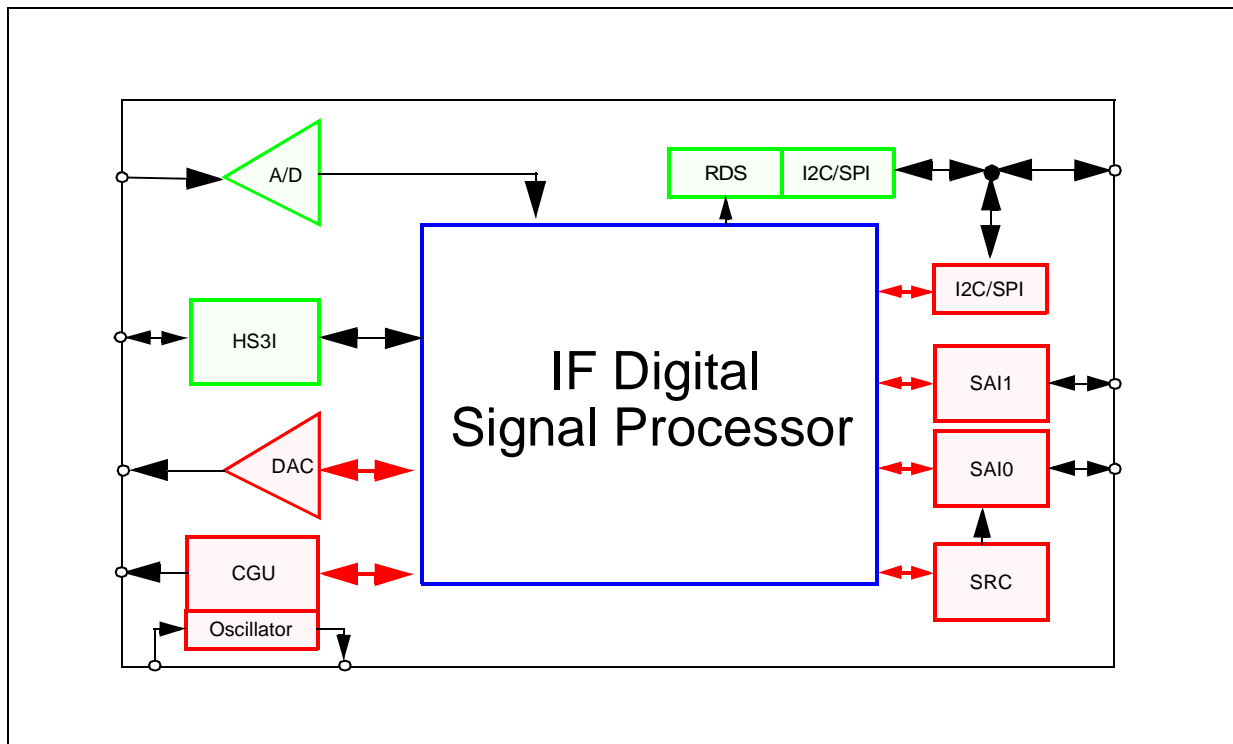 A/D
RDS
I2C/SPI
I2C/SPI
HS3I
IF Digital
Signal Processor
SAI1
DAC
SAI0
CGU
SRC
Oscillator